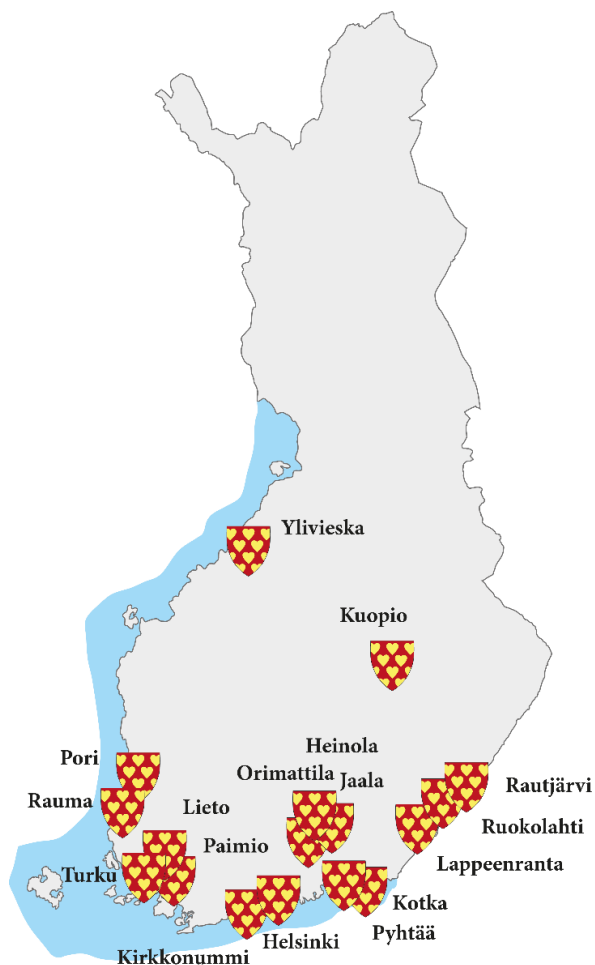 Ylivieska
Kuopio
Heinola
Pori
Orimattila
Jaala
Rautjärvi
Rauma
Lieto
Ruokolahti
Paimio
Lappeenranta
Turku
Kotka
Pyhtää
Helsinki
Kirkkonummi